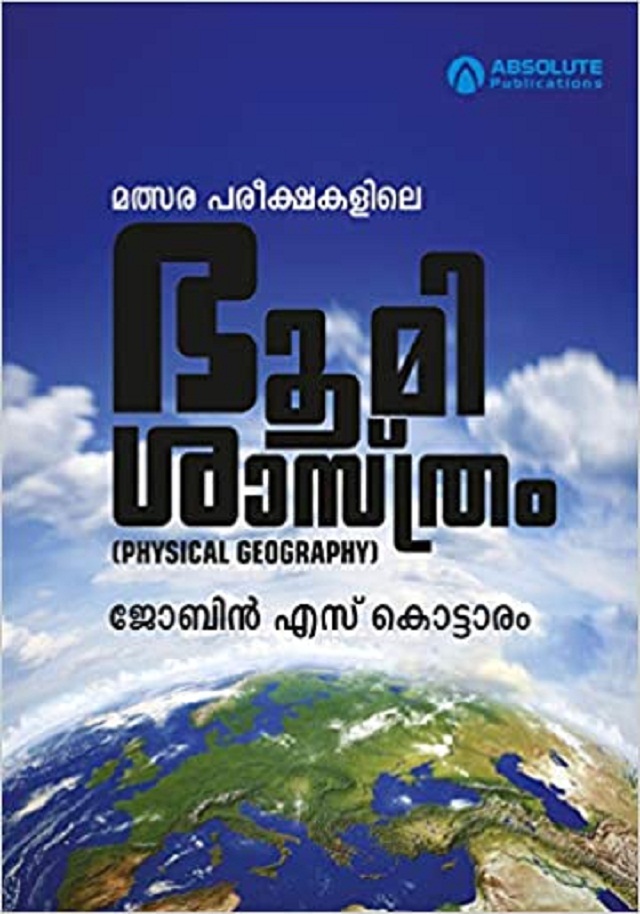 ABSOLUTE
Publications
മത്സര പരീക്ഷകളിലെ
ഭൂമി
ശാസ്ത്രം
(PHYSICAL GEOGRAPHY)
ജോബിൻ എസ് കൊട്ടാരം